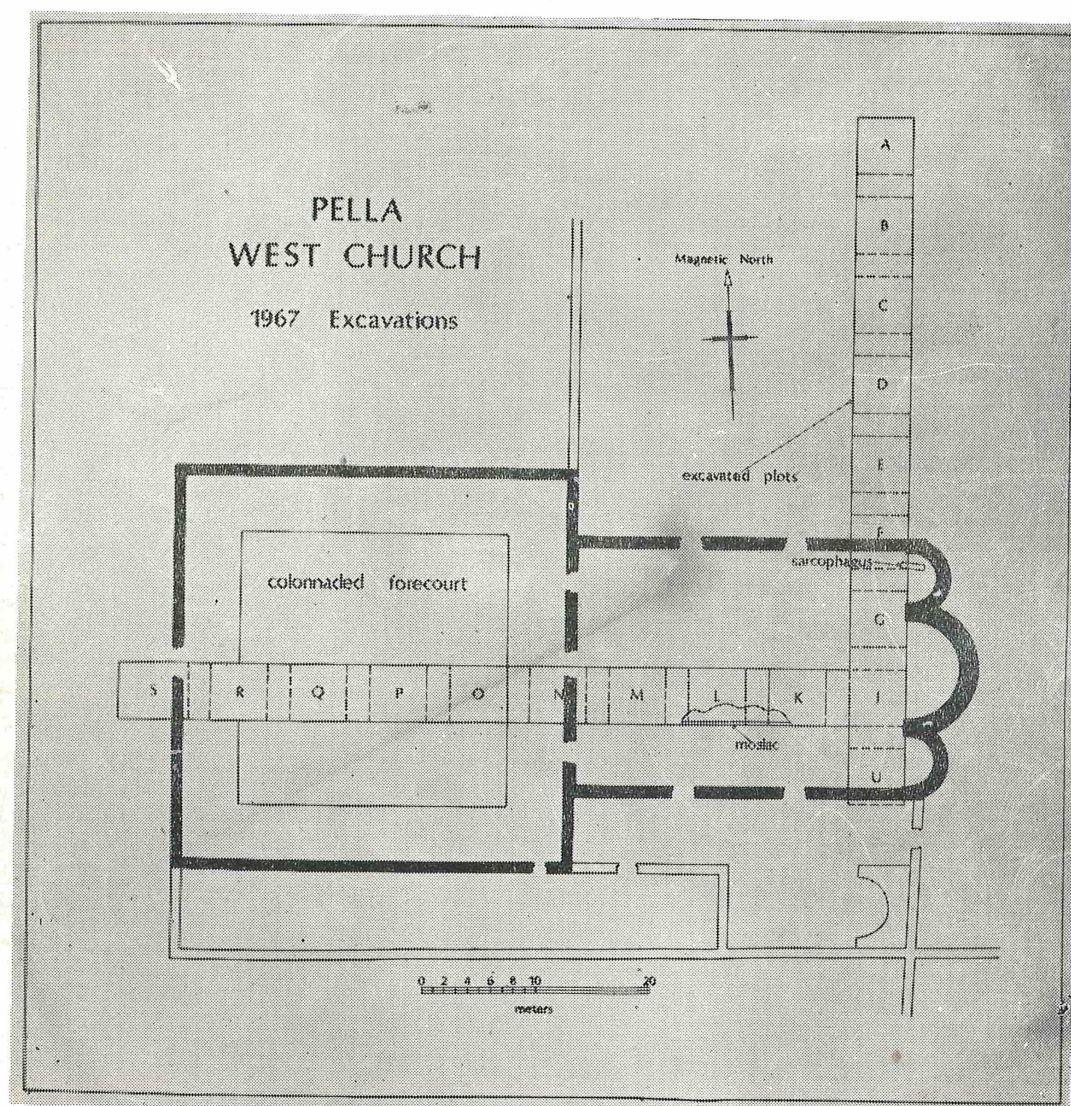 PELLA
WEST CHURCH
1967 Excavations
Magnetic North
A
B
C
D
E
excavated plots
F
sarcophagus
colonnaded forecourt
G
S R Q P O N M L K J
mosiac
U
0 2 4 6 8 10 20
meters